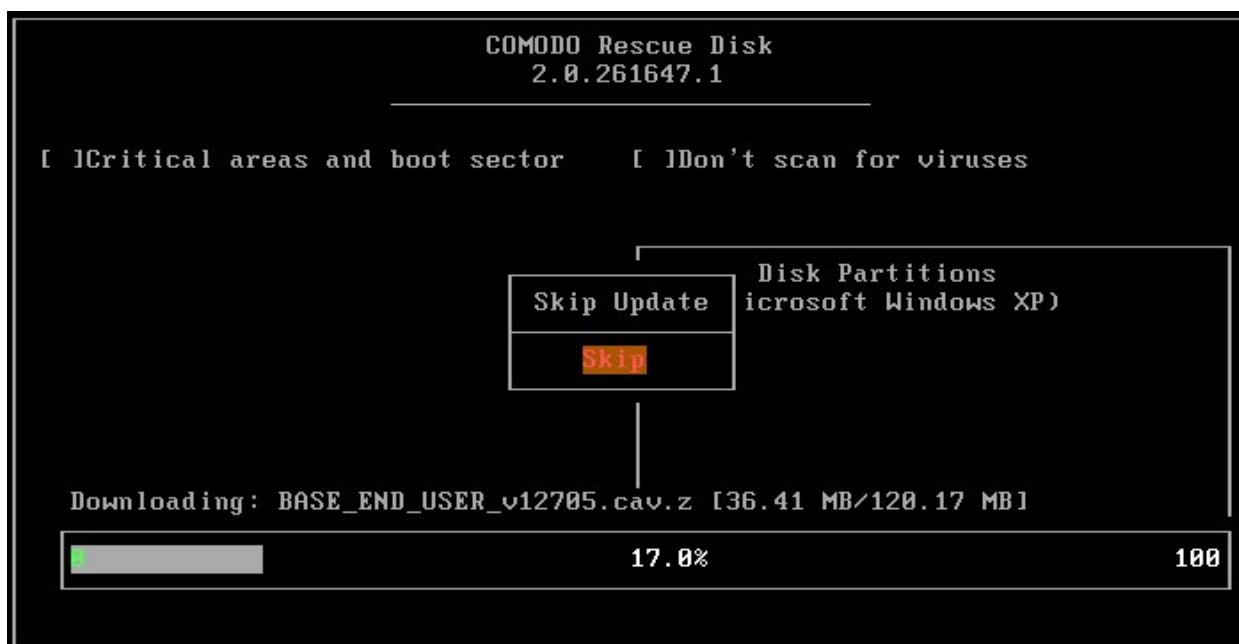 COMODO Rescue Disk
2.0.261647.1
[ ]Critical areas and boot sector [ ]Don't scan for viruses
Disk Partitions
Skip Update
icrosoft Windows XP)
Skip
Downloading: BASE_END_USER_v12705.cav.z [36.41 MB/120.17 MB]
0 17.0% 100